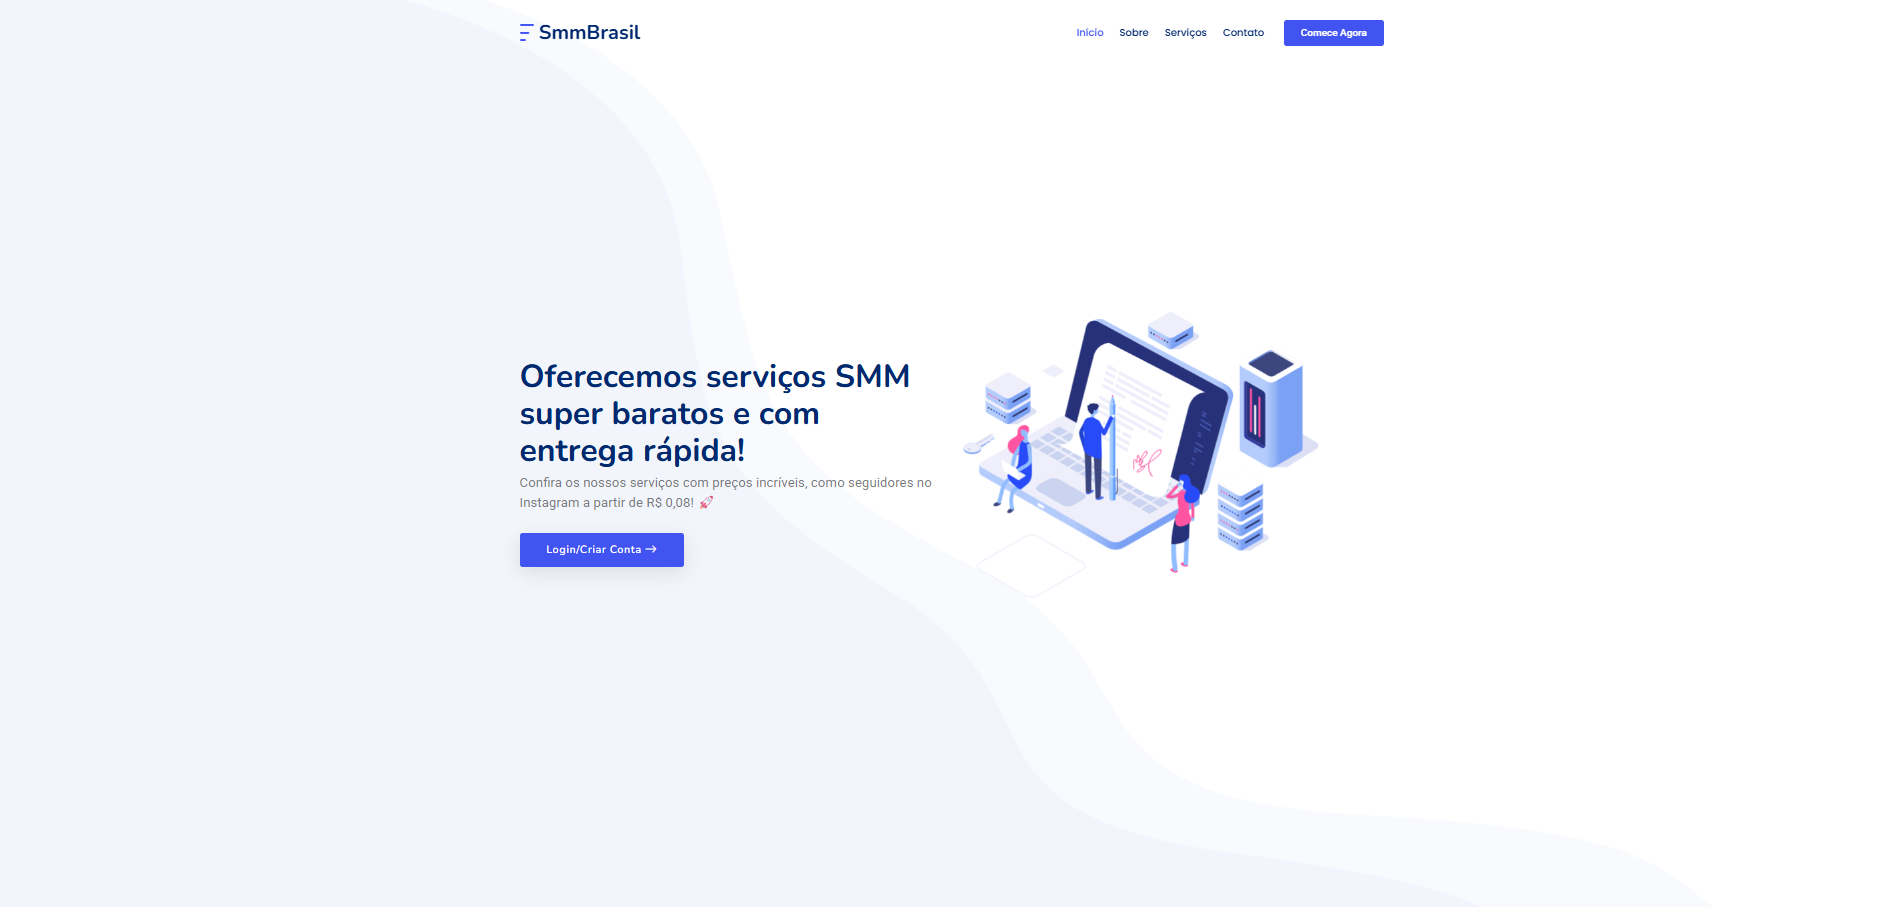 SmmBrasil
Início
Sobre
Serviços
Contato
Comece Agora
Oferecemos serviços SMM
super baratos e com
entrega rápida!
Confira os nossos serviços com preços incríveis, como seguidores no
Instagram a partir de R$ 0,08! 🚀
Login/Criar Conta →